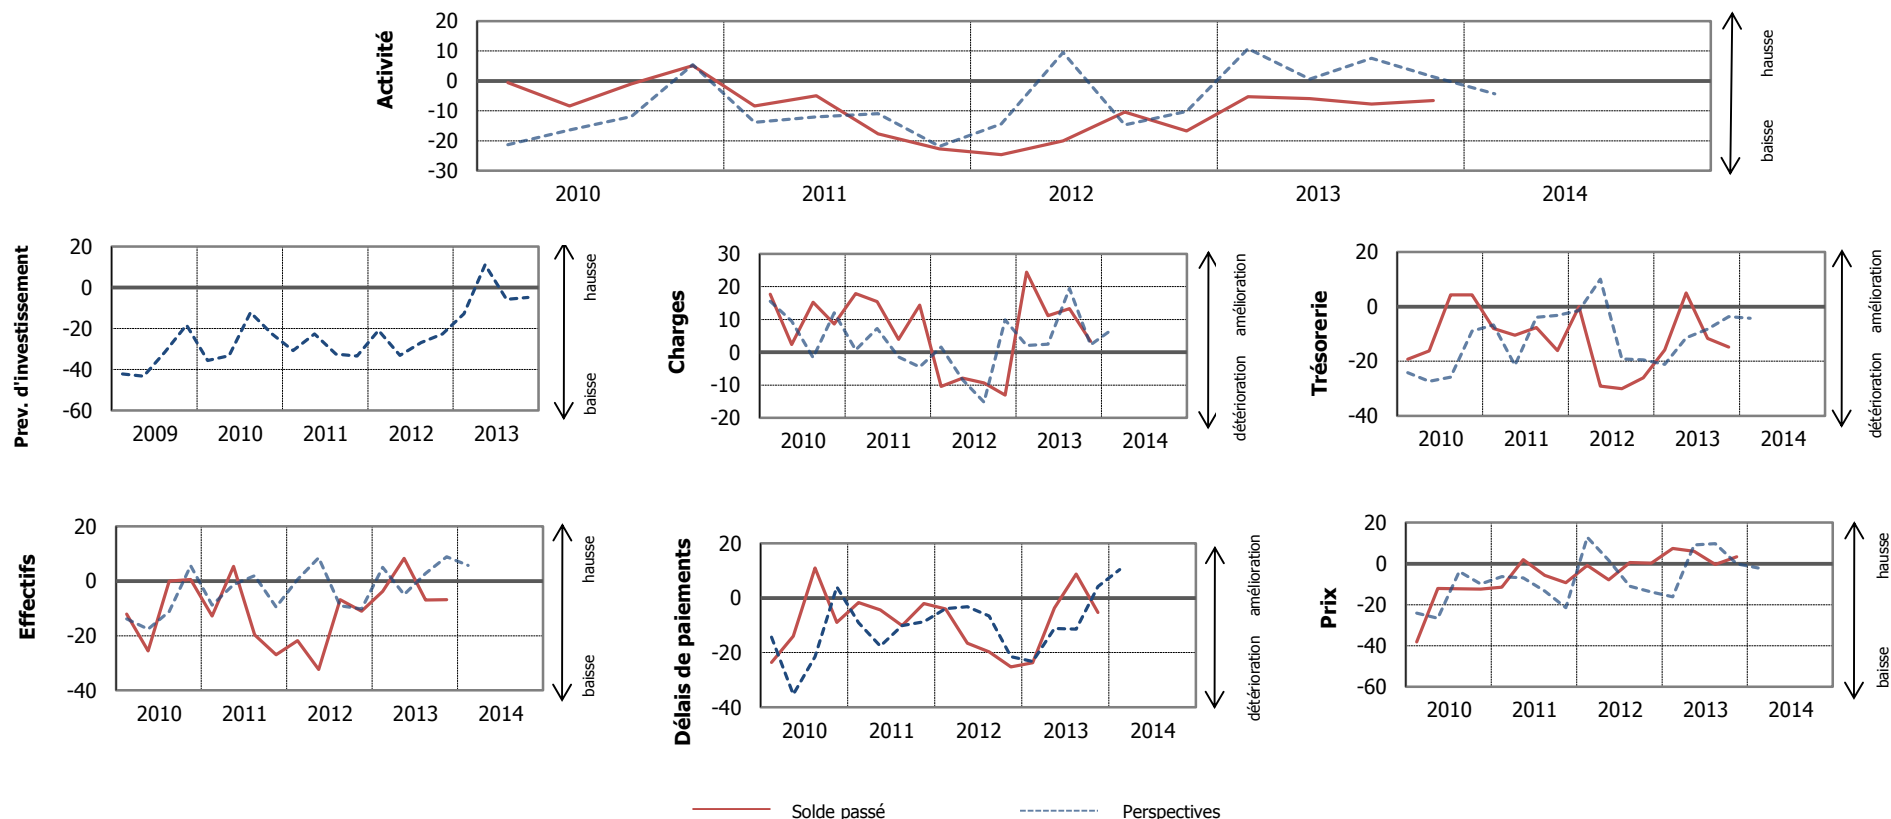 Activité
20
10
0
-10
-20
-30
2010 2011 2012 2013 2014
hausse
baisse
Prev. d'investissement
20
0
-20
-40
-60
2009 2010 2011 2012 2013
hausse
baisse
Charges
30
20
10
0
-10
-20
2010 2011 2012 2013 2014
amélioration
détérioration
Trésorerie
20
0
-20
-40
2010 2011 2012 2013 2014
amélioration
détérioration
Effectifs
20
0
-20
-40
2010 2011 2012 2013 2014
hausse
baisse
Délais de paiements
20
0
-20
-40
2010 2011 2012 2013 2014
amélioration
détérioration
Prix
20
0
-20
-40
-60
2010 2011 2012 2013 2014
hausse
baisse
Solde passé Perspectives